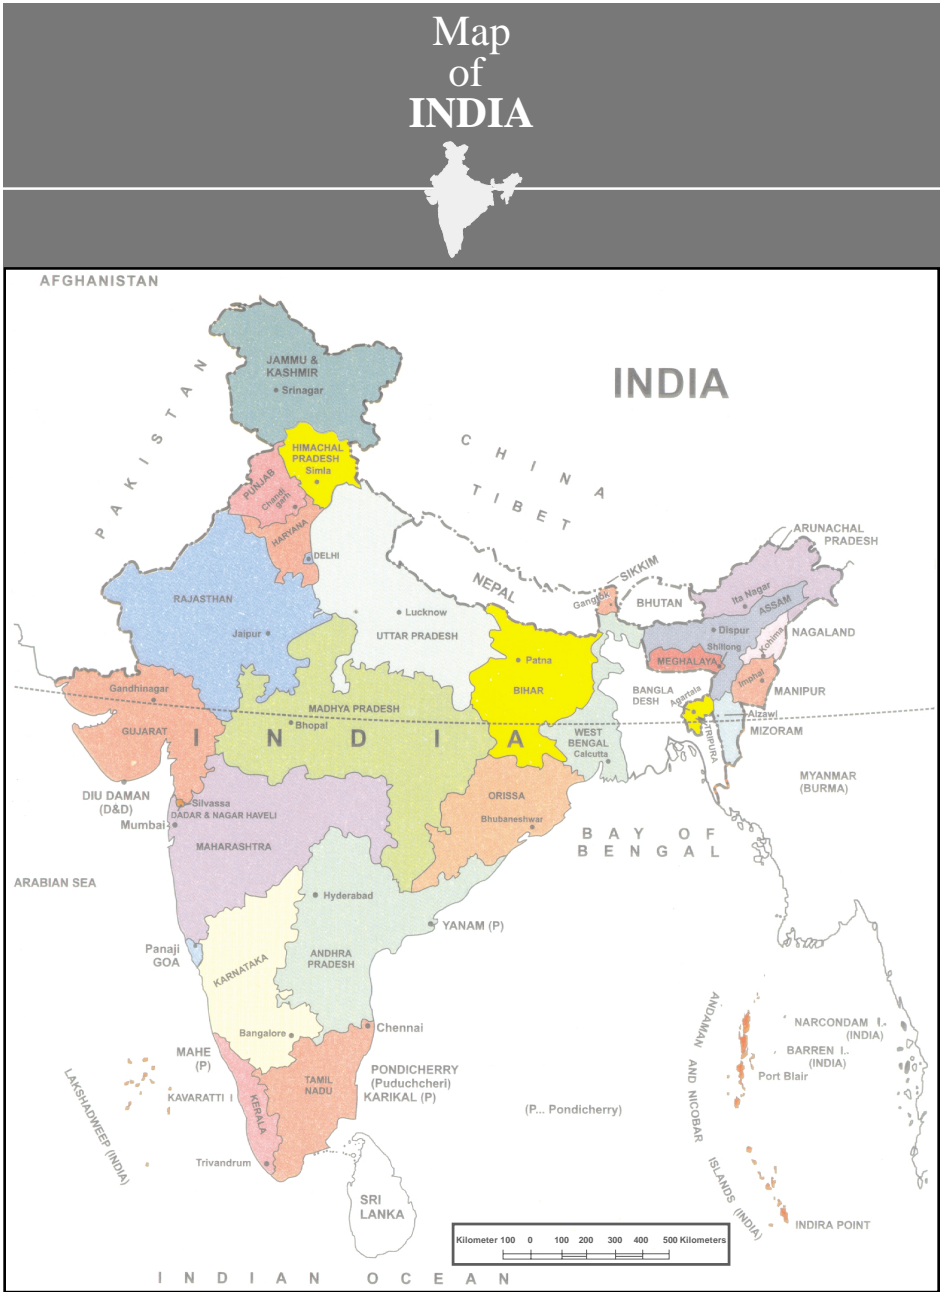 Map
of
INDIA
AFGHANISTAN
INDIA
PAKISTAN
JAMMU &
KASHMIR
Srinagar
CHINA
TIBET
HIMACHAL
PRADESH
Simla
PUNJAB
Chandi
garh
HARYANA
DELHI
ARUNACHAL
PRADESH
SIKKIM
NEPAL
Gangtok
BHUTAN
Ita Nagar
ASSAM
RAJASTHAN
Jaipur
Lucknow
UTTAR PRADESH
Dispur
NAGALAND
Kohima
Shillong
MEGHALAYA
Patna
BIHAR
Imphal
MANIPUR
BANGLA
DESH
Agartala
TRIPURA
Aizawl
MIZORAM
Gandhinagar
GUJARAT
MADHYA PRADESH
Bhopal
INDIA
WEST
BENGAL
Calcutta
MYANMAR
(BURMA)
DIU DAMAN
(D&D)
Silvassa
DADAR & NAGAR HAVELI
Mumbai
MAHARASHTRA
ORISSA
Bhubaneshwar
BAY OF
BENGAL
ARABIAN SEA
Hyderabad
YANAM (P)
Panaji
GOA
KARNATAKA
ANDHRA
PRADESH
Bangalore
Chennai
MAHE
(P)
PONDICHERRY
(Puduchcheri)
KARIKAL (P)
KAVARATTI I
TAMIL
NADU
KERALA
LAKSHADWEEP (INDIA)
Trivandrum
(P... Pondicherry)
ANDAMAN AND NICOBAR ISLANDS (INDIA)
NARCONDAM I.
(INDIA)
BARREN I..
(INDIA)
Port Blair
INDIRA POINT
SRI
LANKA
Kilometer 100 0 100 200 300 400 500 Kilometers
INDIAN OCEAN